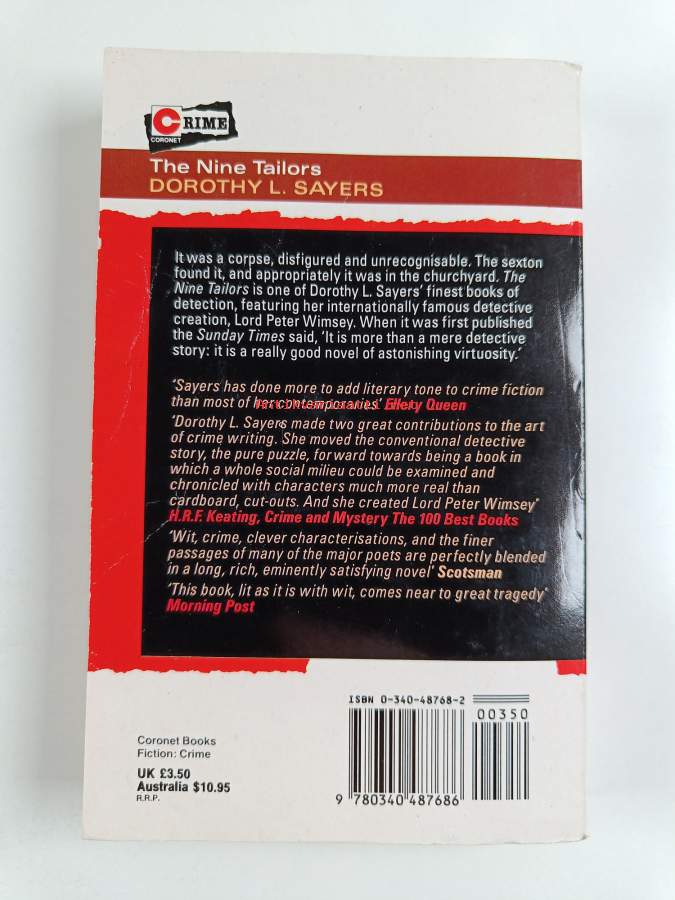 CRIME
CORONET
The Nine Tailors
DOROTHY L. SAYERS
It was a corpse, disfigured and unrecognisable. The sexton
found it, and appropriately it was in the churchyard. The
Nine Tailors is one of Dorothy L. Sayers' finest books of
detection, featuring her internationally famous detective
creation, Lord Peter Wimsey. When it was first published
the Sunday Times said, 'It is more than a mere detective
story: it is a really good novel of astonishing virtuosity.'
'Sayers has done more to add literary tone to crime fiction
than most of her contemporaries' Ellery Queen
'Dorothy L. Sayers made two great contributions to the art
of crime writing. She moved the conventional detective
story, the pure puzzle, forward towards being a book in
which a whole social milieu could be examined and
chronicled with characters much more real than
cardboard, cut-outs. And she created Lord Peter Wimsey'
H.R.F. Keating, Crime and Mystery The 100 Best Books
'Wit, crime, clever characterisations, and the finer
passages of many of the major poets are perfectly blended
in a long, rich, eminently satisfying novel' Scotsman
'This book, lit as it is with wit, comes near to great tragedy'
Morning Post
ISBN 0-340-48768-2
00350
Coronet Books
Fiction: Crime
UK £3.50
Australia $10.95
R.R.P.
9 780340 487686